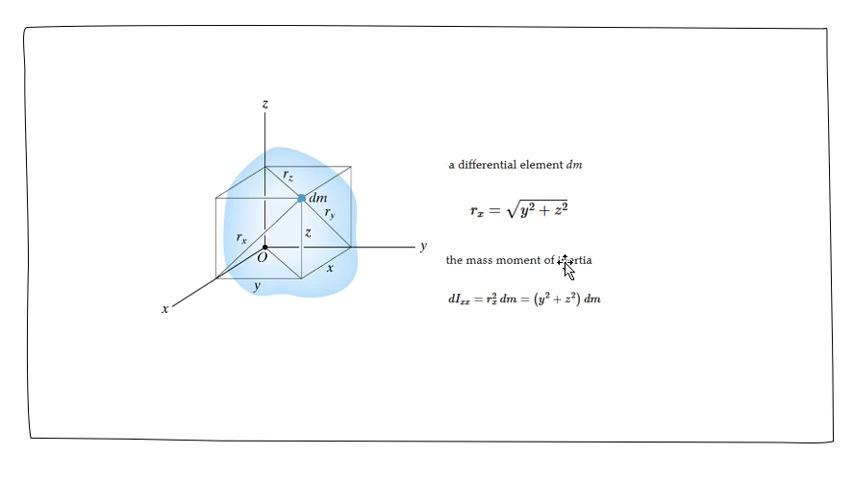 z
r_z
dm
r_y
r_x
z
O
y
x
y
x
a differential element dm
r_x = √(y² + z²)
the mass moment of inertia
dI_xx = r_x² dm = (y² + z²) dm